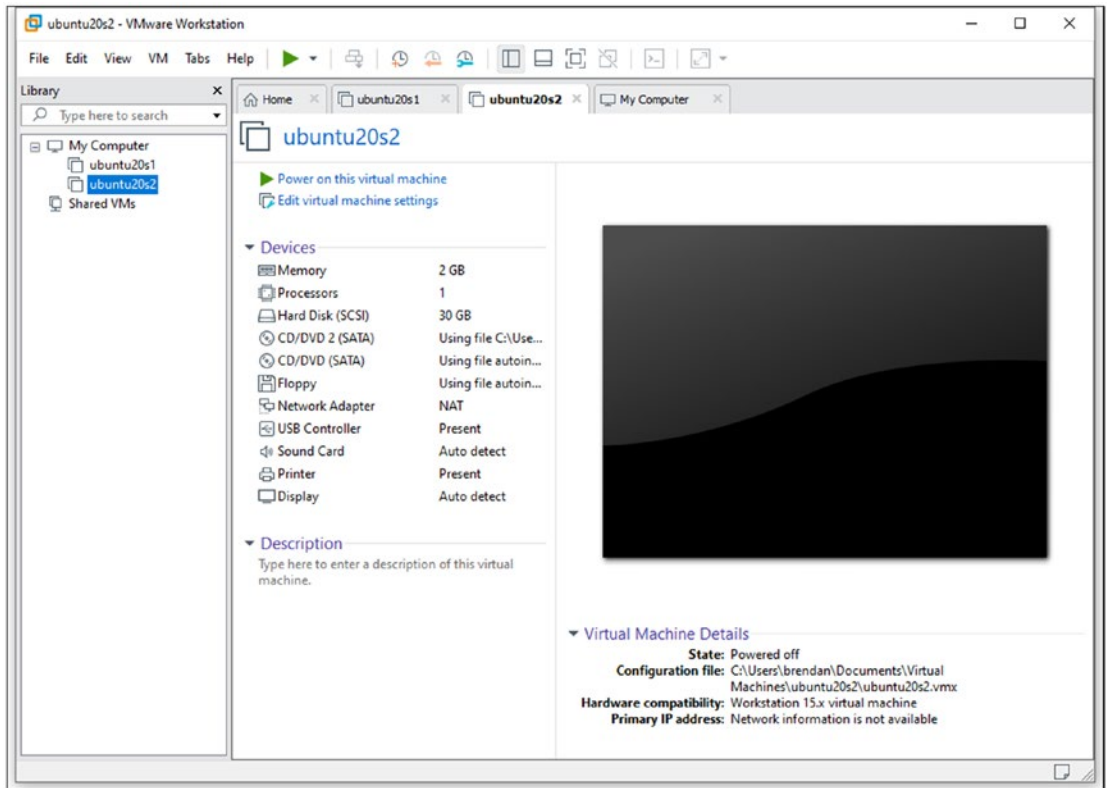 ubuntu20s2 - VMware Workstation
File Edit View VM Tabs Help
Library
Type here to search
My Computer
ubuntu20s1
ubuntu20s2
Shared VMs
Home
ubuntu20s1
ubuntu20s2
My Computer
ubuntu20s2
Power on this virtual machine
Edit virtual machine settings
Devices
Memory 2 GB
Processors 1
Hard Disk (SCSI) 30 GB
CD/DVD 2 (SATA) Using file C:\Use...
CD/DVD (SATA) Using file autoin...
Floppy Using file autoin...
Network Adapter NAT
USB Controller Present
Sound Card Auto detect
Printer Present
Display Auto detect
Description
Type here to enter a description of this virtual
machine.
Virtual Machine Details
State: Powered off
Configuration file: C:\Users\brendan\Documents\Virtual
Machines\ubuntu20s2\ubuntu20s2.vmx
Hardware compatibility: Workstation 15.x virtual machine
Primary IP address: Network information is not available